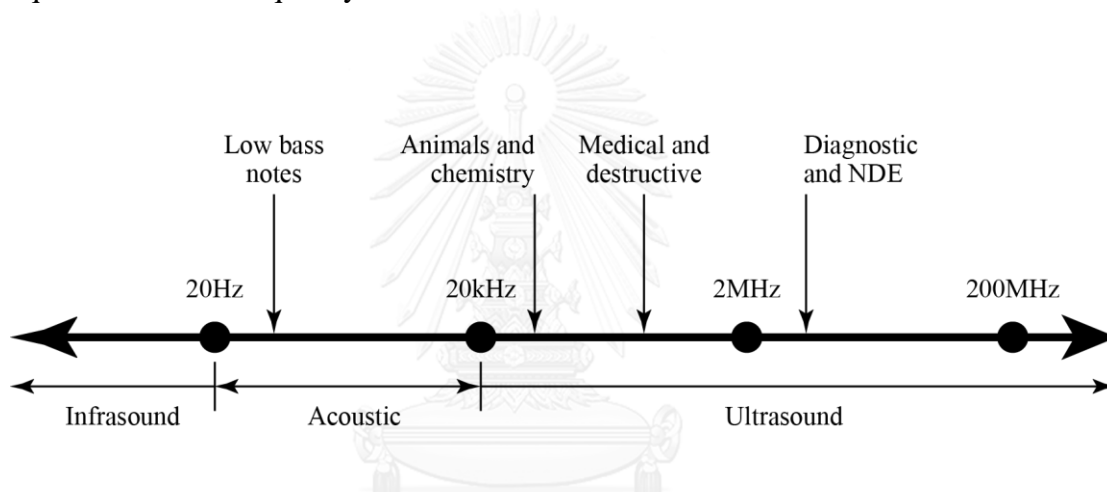 Low bass
notes
Animals and
chemistry
Medical and
destructive
Diagnostic
and NDE
20Hz
20kHz
2MHz
200MHz
Infrasound
Acoustic
Ultrasound